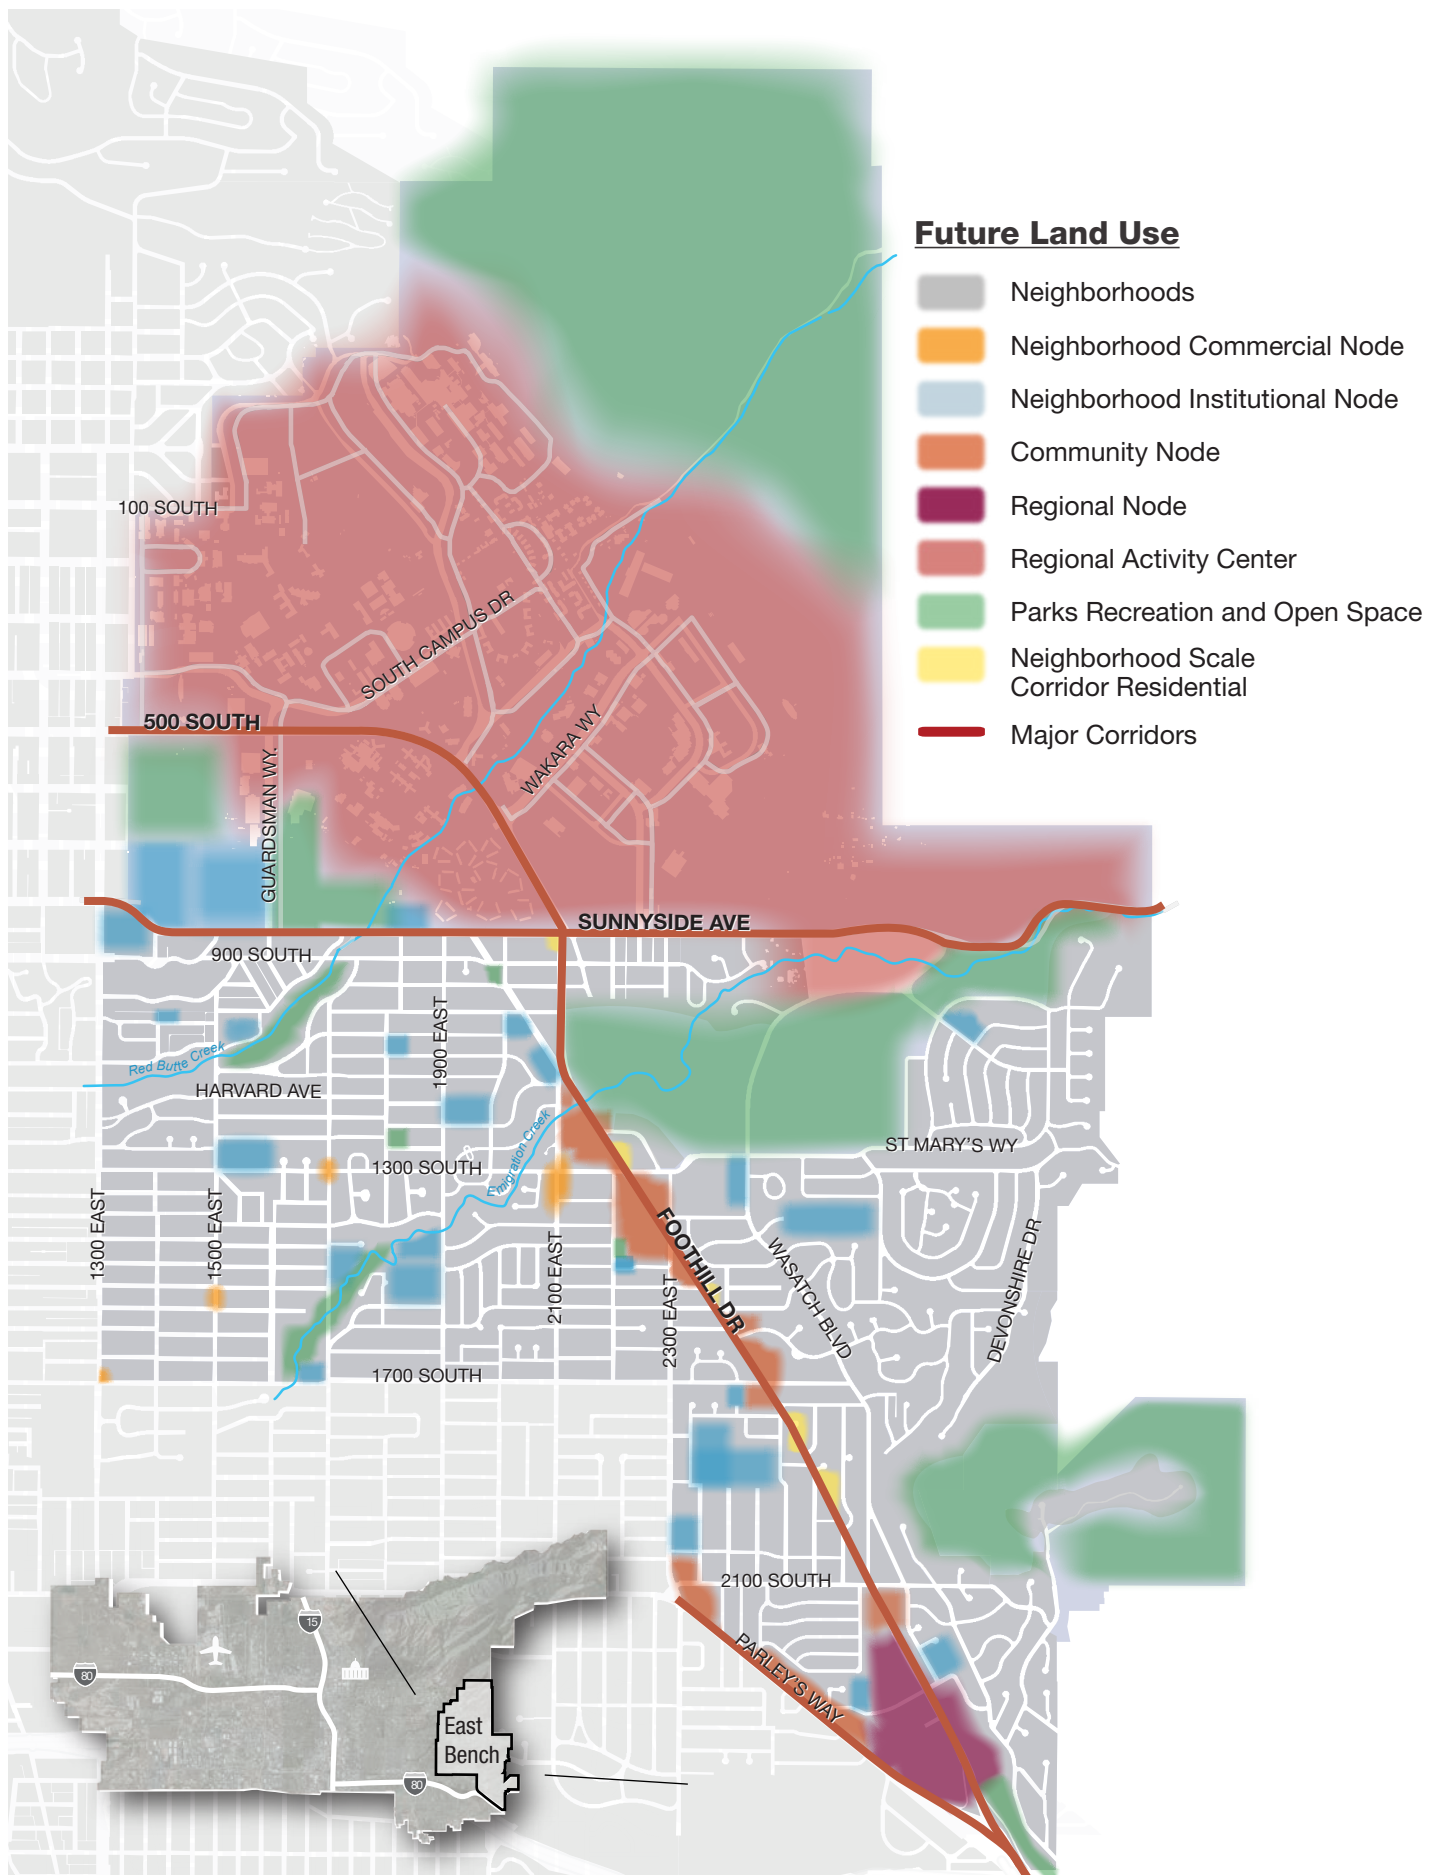 Future Land Use
Neighborhoods
Neighborhood Commercial Node
Neighborhood Institutional Node
Community Node
Regional Node
Regional Activity Center
Parks Recreation and Open Space
Neighborhood Scale
Corridor Residential
Major Corridors
100 SOUTH
SOUTH CAMPUS DR
500 SOUTH
WAKARA WY
GUARDSMAN WY.
SUNNYSIDE AVE
900 SOUTH
1900 EAST
Red Butte Creek
HARVARD AVE
Emigration Creek
ST MARY'S WY
1300 SOUTH
1300 EAST
1500 EAST
2100 EAST
2300 EAST
FOOTHILL DR
WASATCH BLVD
DEVONSHIRE DR
1700 SOUTH
2100 SOUTH
PARLEY'S WAY
15
80
East
Bench
80